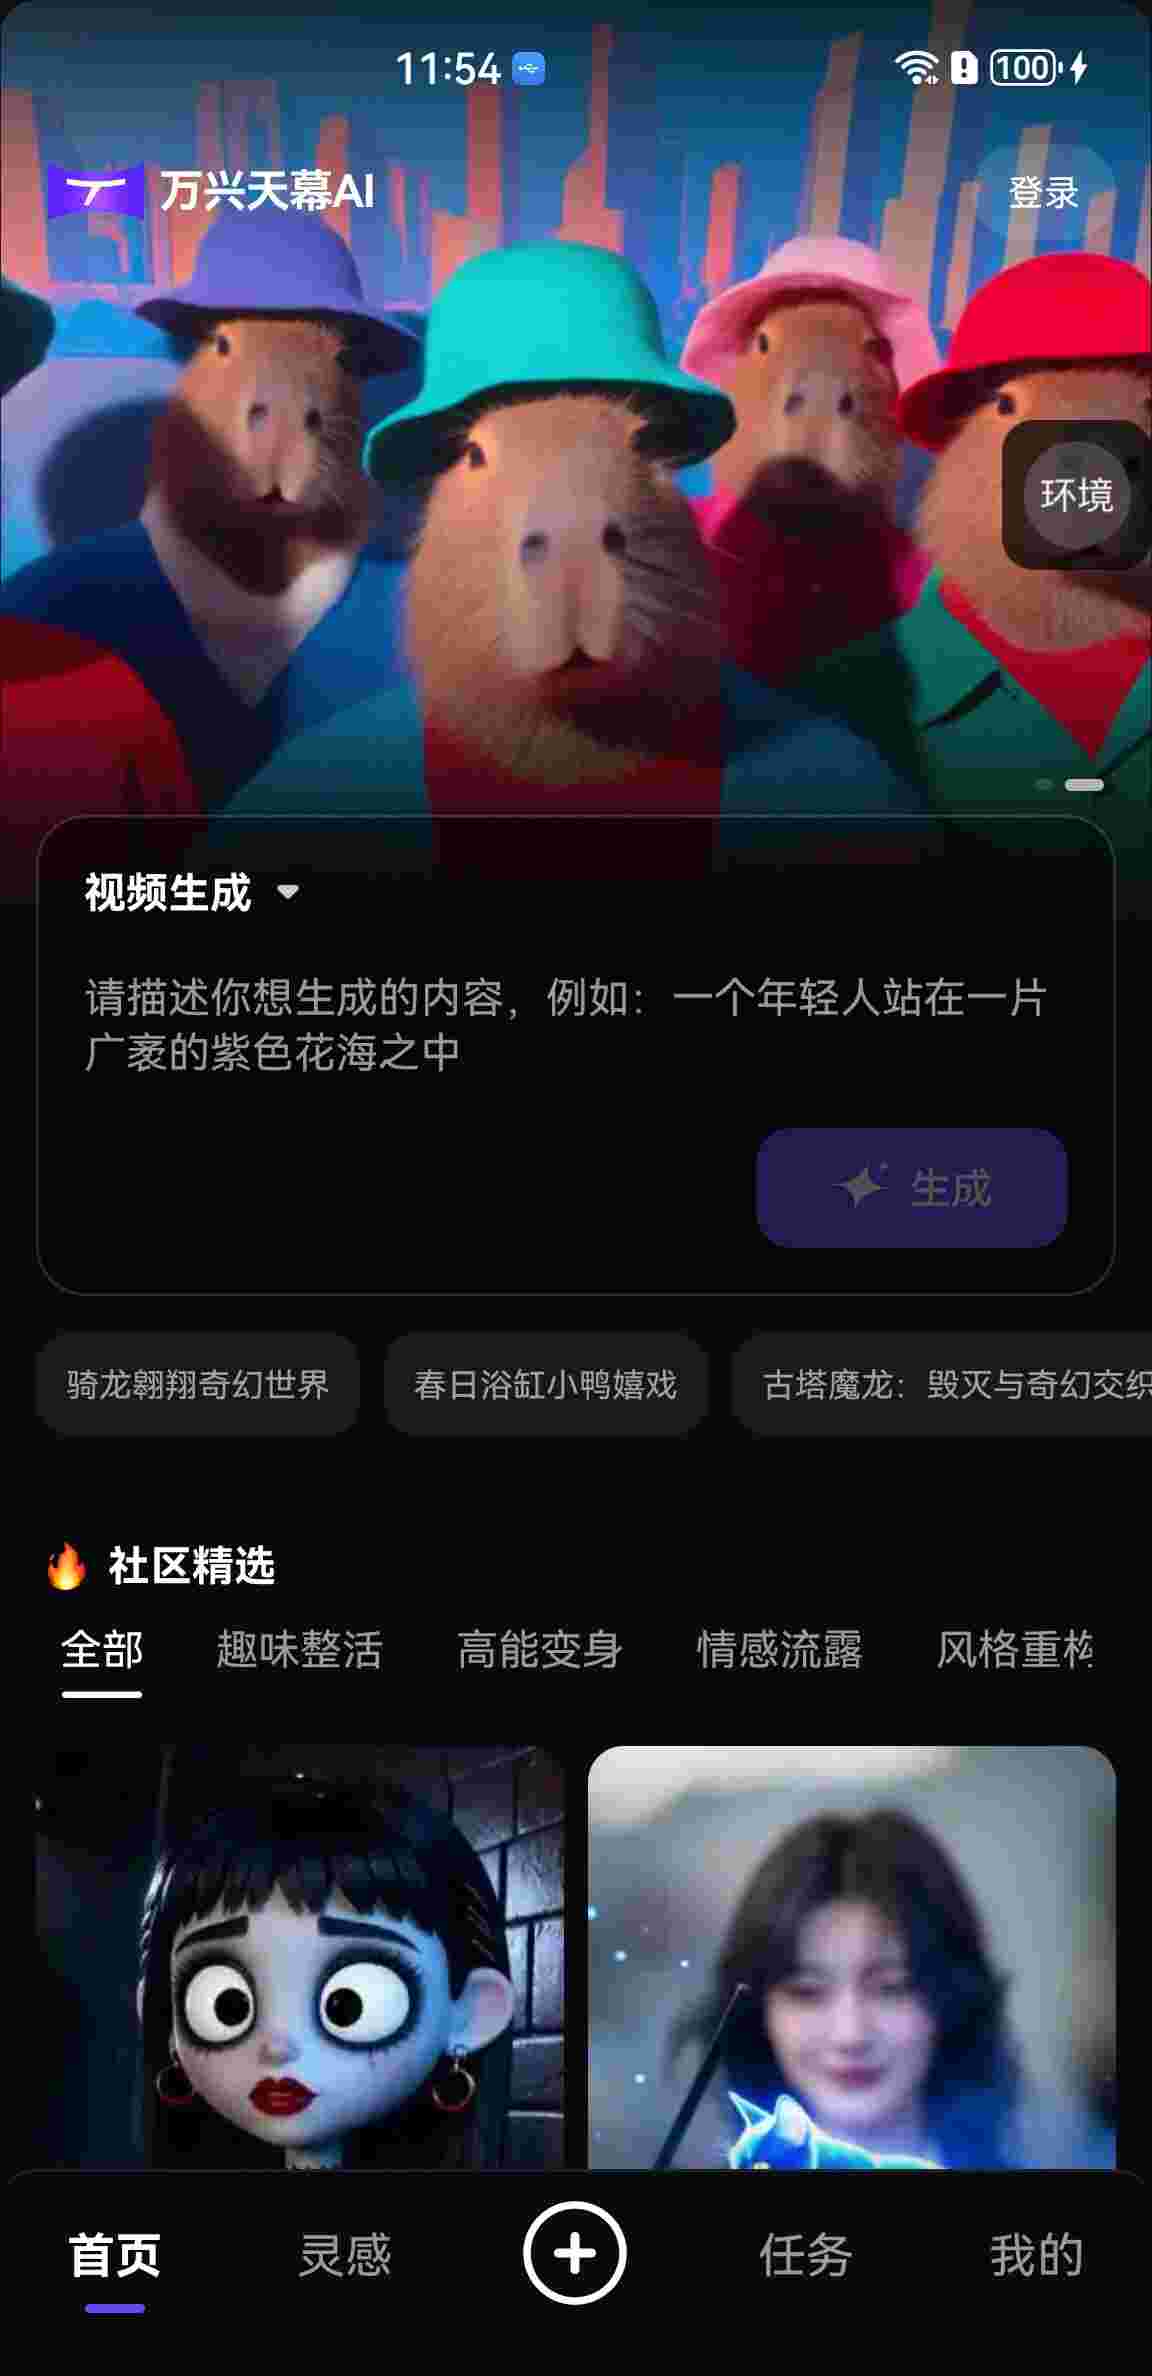 11:54
100
万兴天幕AI
登录
环境
视频生成
请描述你想生成的内容，例如：一个年轻人站在一片
广袤的紫色花海之中
生成
骑龙翱翔奇幻世界
春日浴缸小鸭嬉戏
古塔魔龙：毁灭与奇幻交织
社区精选
全部
趣味整活
高能变身
情感流露
风格重构
首页
灵感
任务
我的